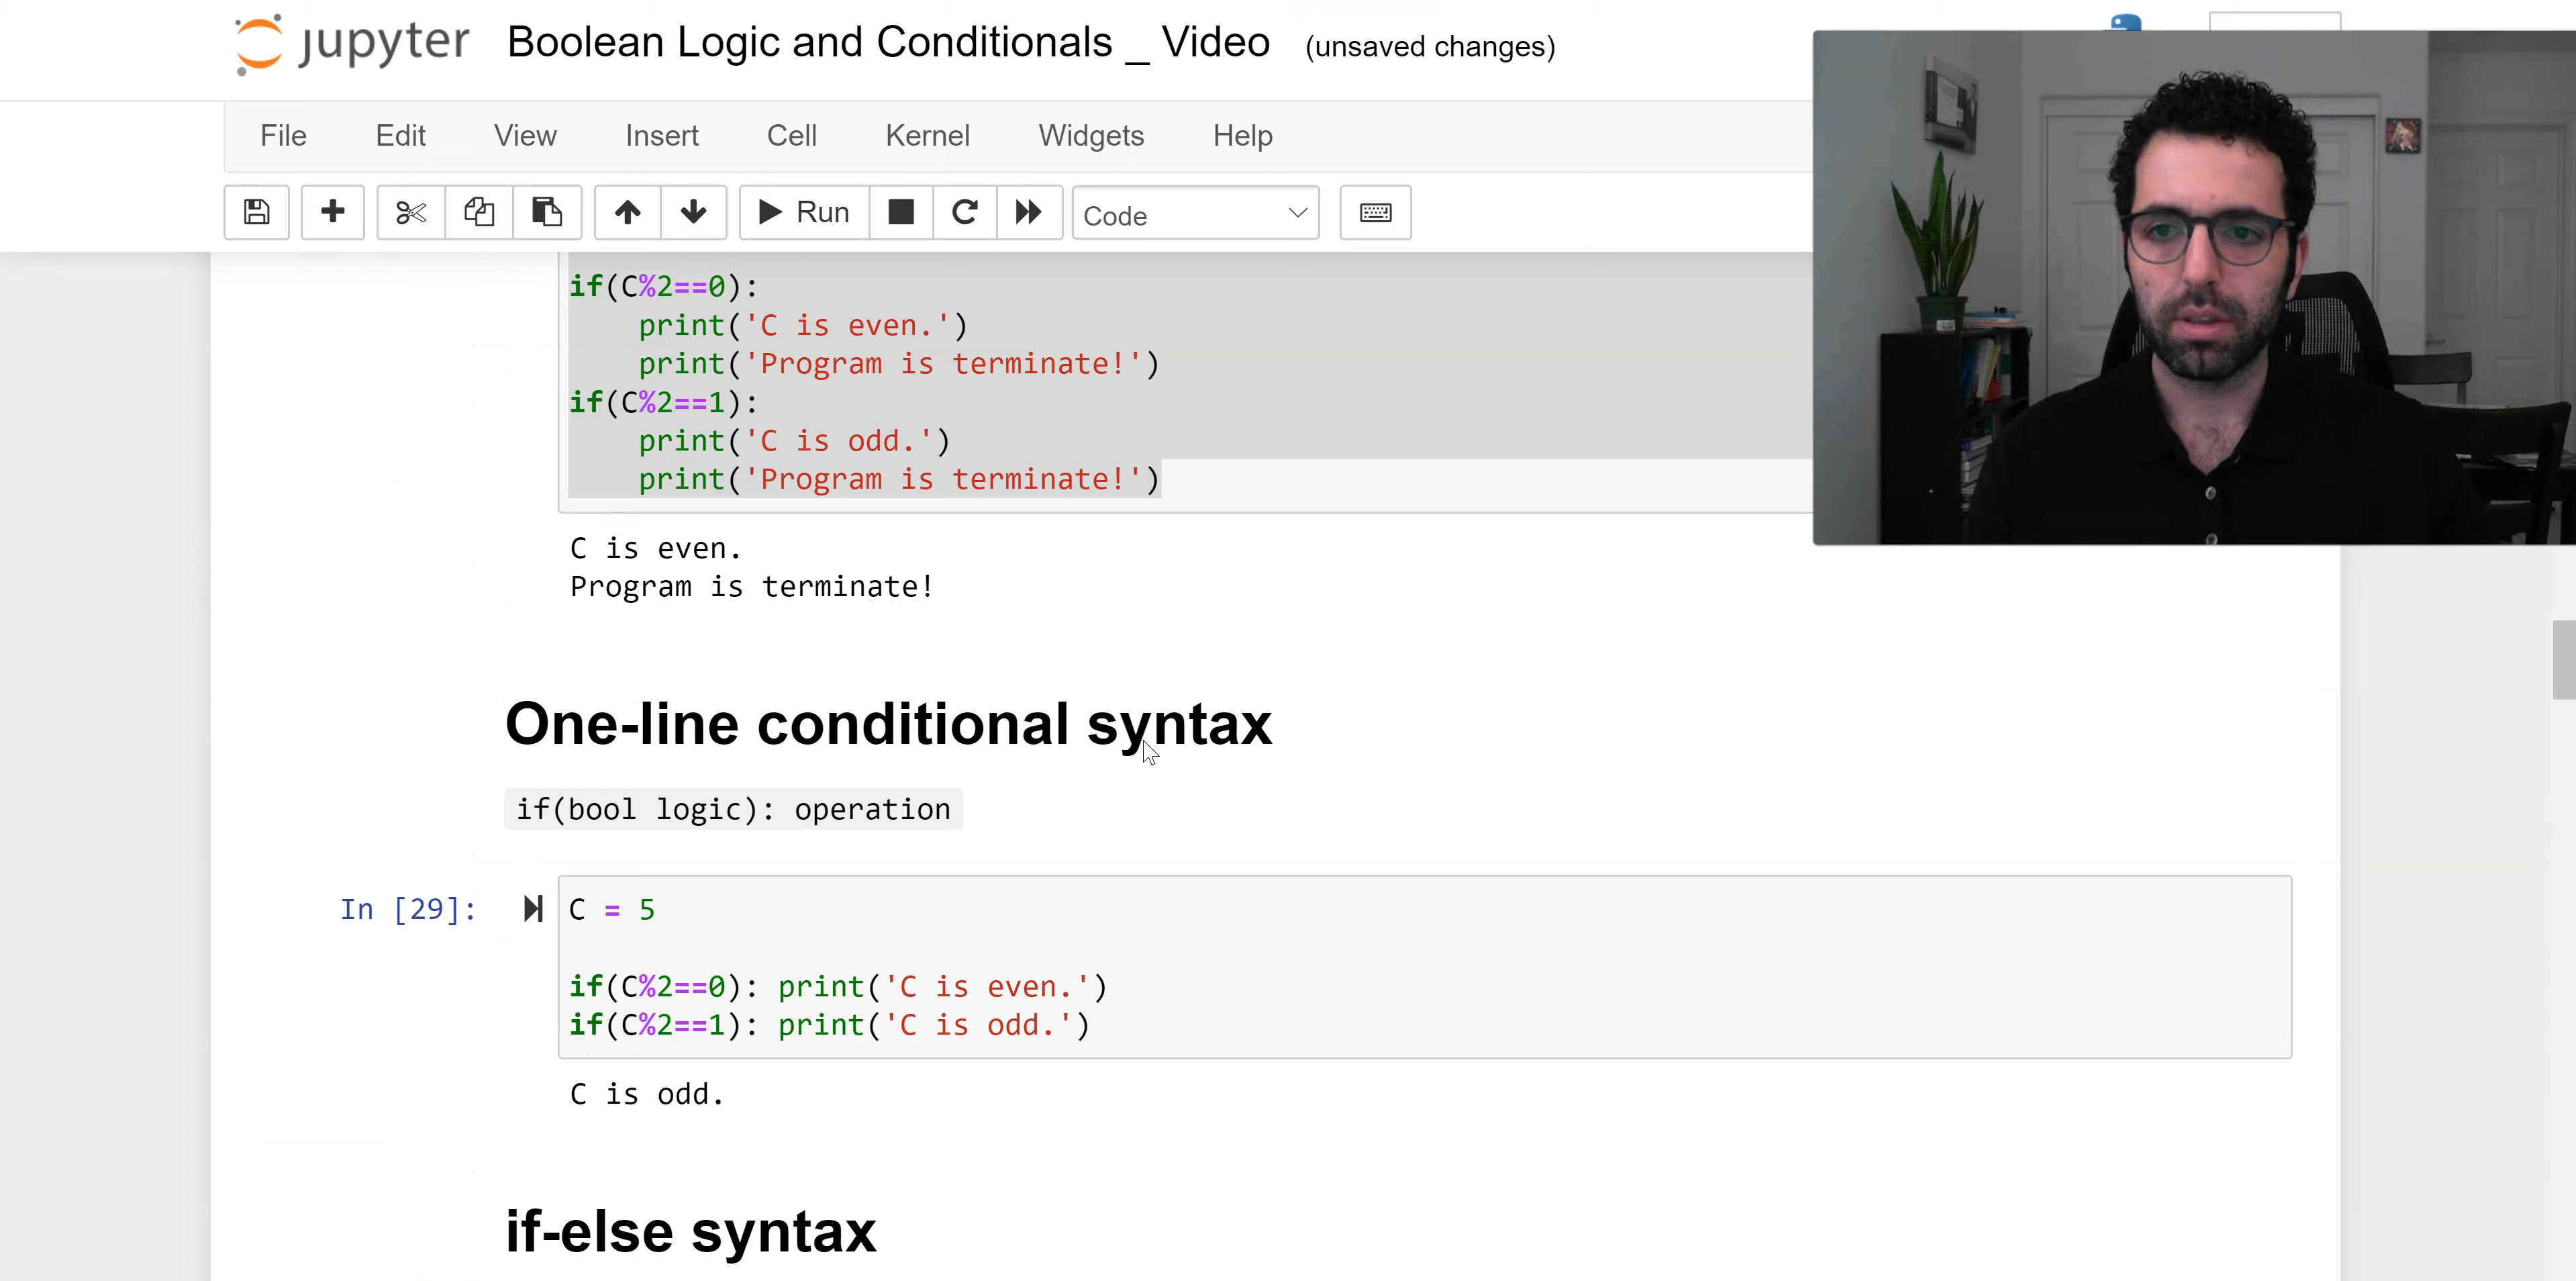 jupyter Boolean Logic and Conditionals _ Video (unsaved changes)
File Edit View Insert Cell Kernel Widgets Help
Run Code
if(C%2==0):
    print('C is even.')
    print('Program is terminate!')
if(C%2==1):
    print('C is odd.')
    print('Program is terminate!')
C is even.
Program is terminate!
One-line conditional syntax
if(bool logic): operation
In [29]: C = 5
if(C%2==0): print('C is even.')
if(C%2==1): print('C is odd.')
C is odd.
if-else syntax